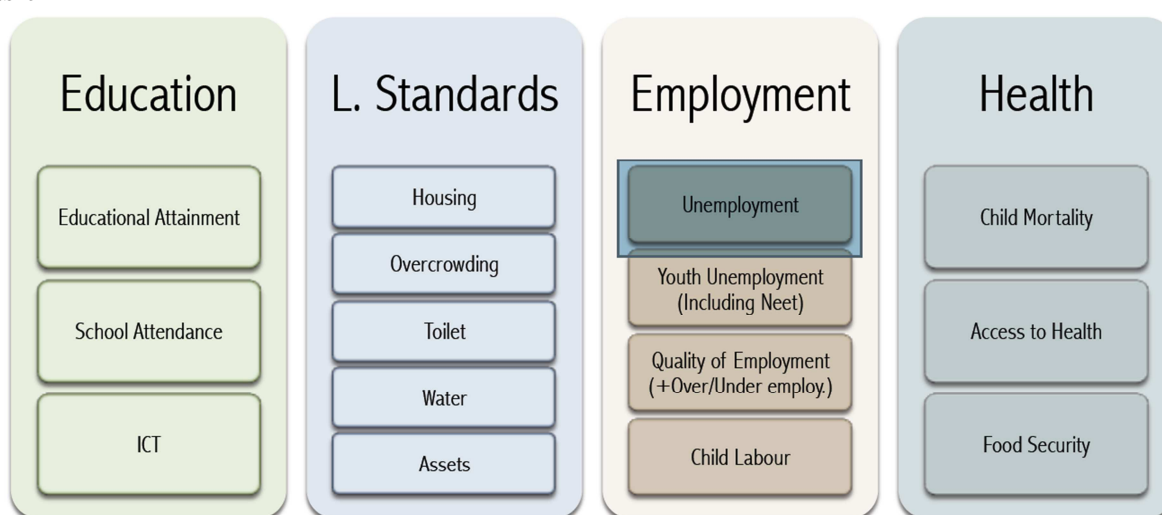 Education
Educational Attainment
School Attendance
ICT
L. Standards
Housing
Overcrowding
Toilet
Water
Assets
Employment
Unemployment
Youth Unemployment
(Including Neet)
Quality of Employment
(+Over/Under employ.)
Child Labour
Health
Child Mortality
Access to Health
Food Security